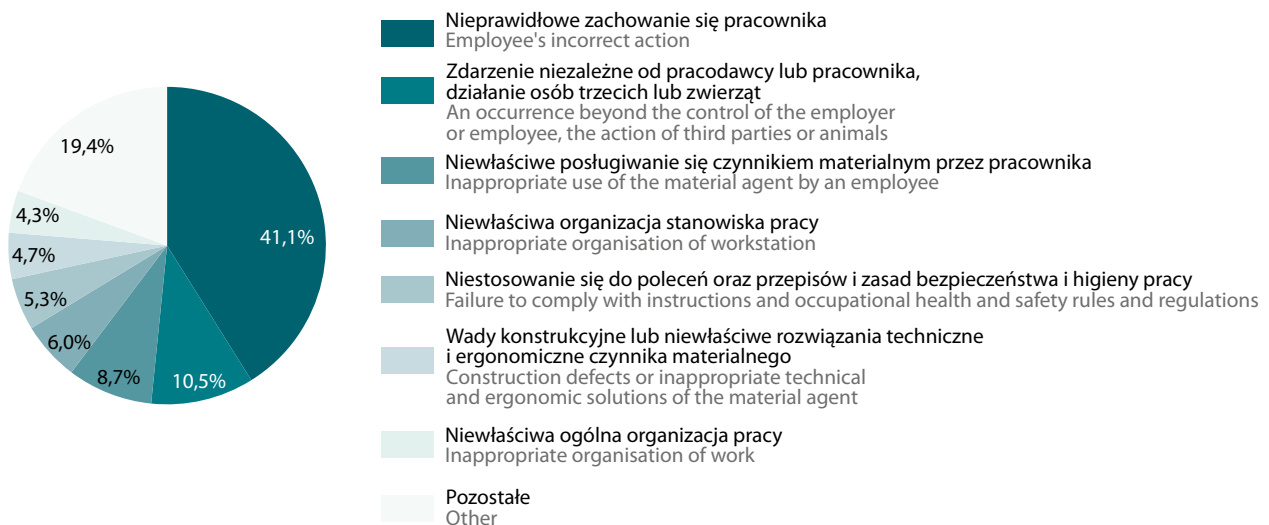 Nieprawidłowe zachowanie się pracownika
Employee's incorrect action
Zdarzenie niezależne od pracodawcy lub pracownika,
działanie osób trzecich lub zwierząt
An occurrence beyond the control of the employer
or employee, the action of third parties or animals
Niewłaściwe posługiwanie się czynnikiem materialnym przez pracownika
Inappropriate use of the material agent by an employee
Niewłaściwa organizacja stanowiska pracy
Inappropriate organisation of workstation
Niestosowanie się do poleceń oraz przepisów i zasad bezpieczeństwa i higieny pracy
Failure to comply with instructions and occupational health and safety rules and regulations
Wady konstrukcyjne lub niewłaściwe rozwiązania techniczne
i ergonomiczne czynnika materialnego
Construction defects or inappropriate technical
and ergonomic solutions of the material agent
Niewłaściwa ogólna organizacja pracy
Inappropriate organisation of work
Pozostałe
Other
41,1%
10,5%
8,7%
6,0%
5,3%
4,7%
4,3%
19,4%